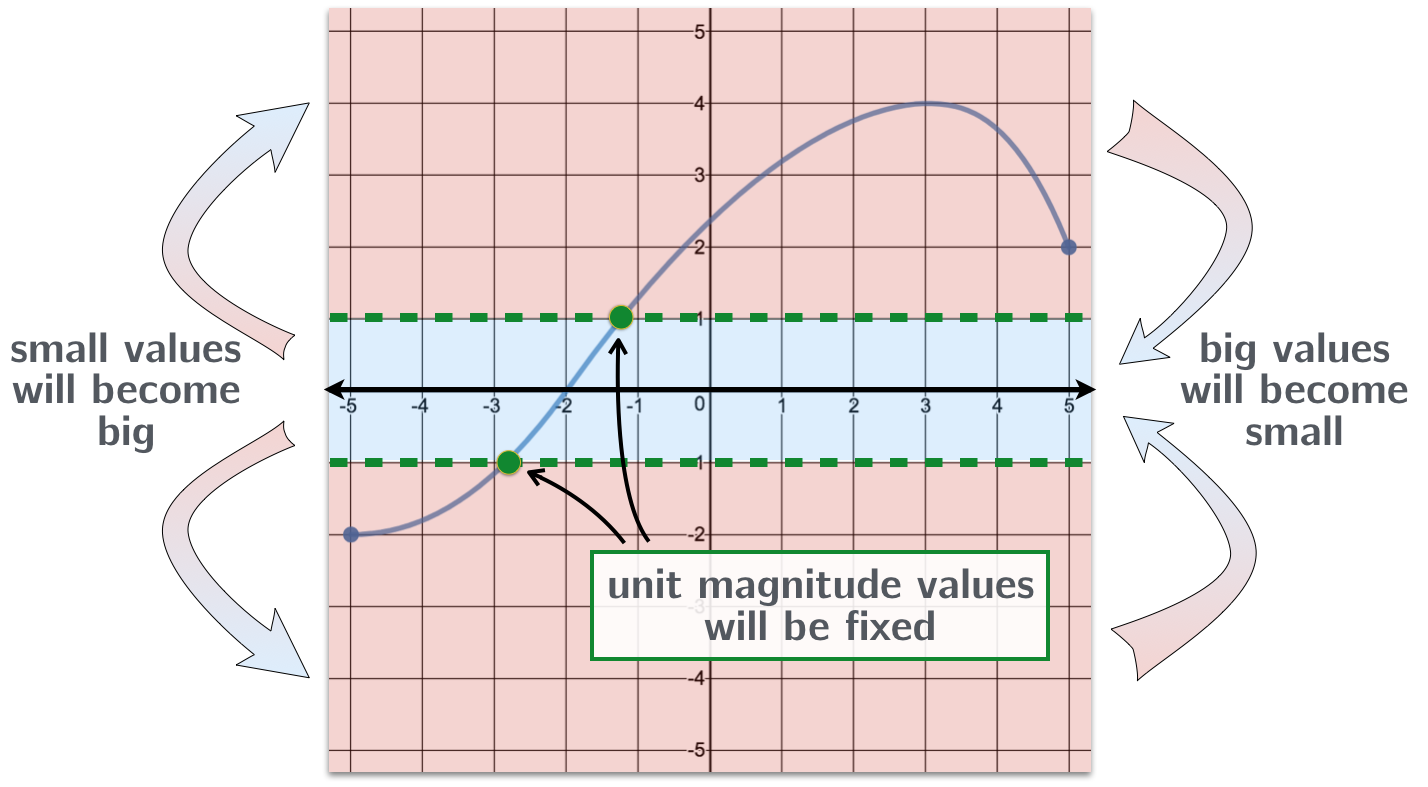 5
4
3
2
1
small values
will become
big
big values
will become
small
-5 -4 -3 -2 -1 0 1 2 3 4 5
-1
-2
unit magnitude values
-3
will be fixed
-4
-5